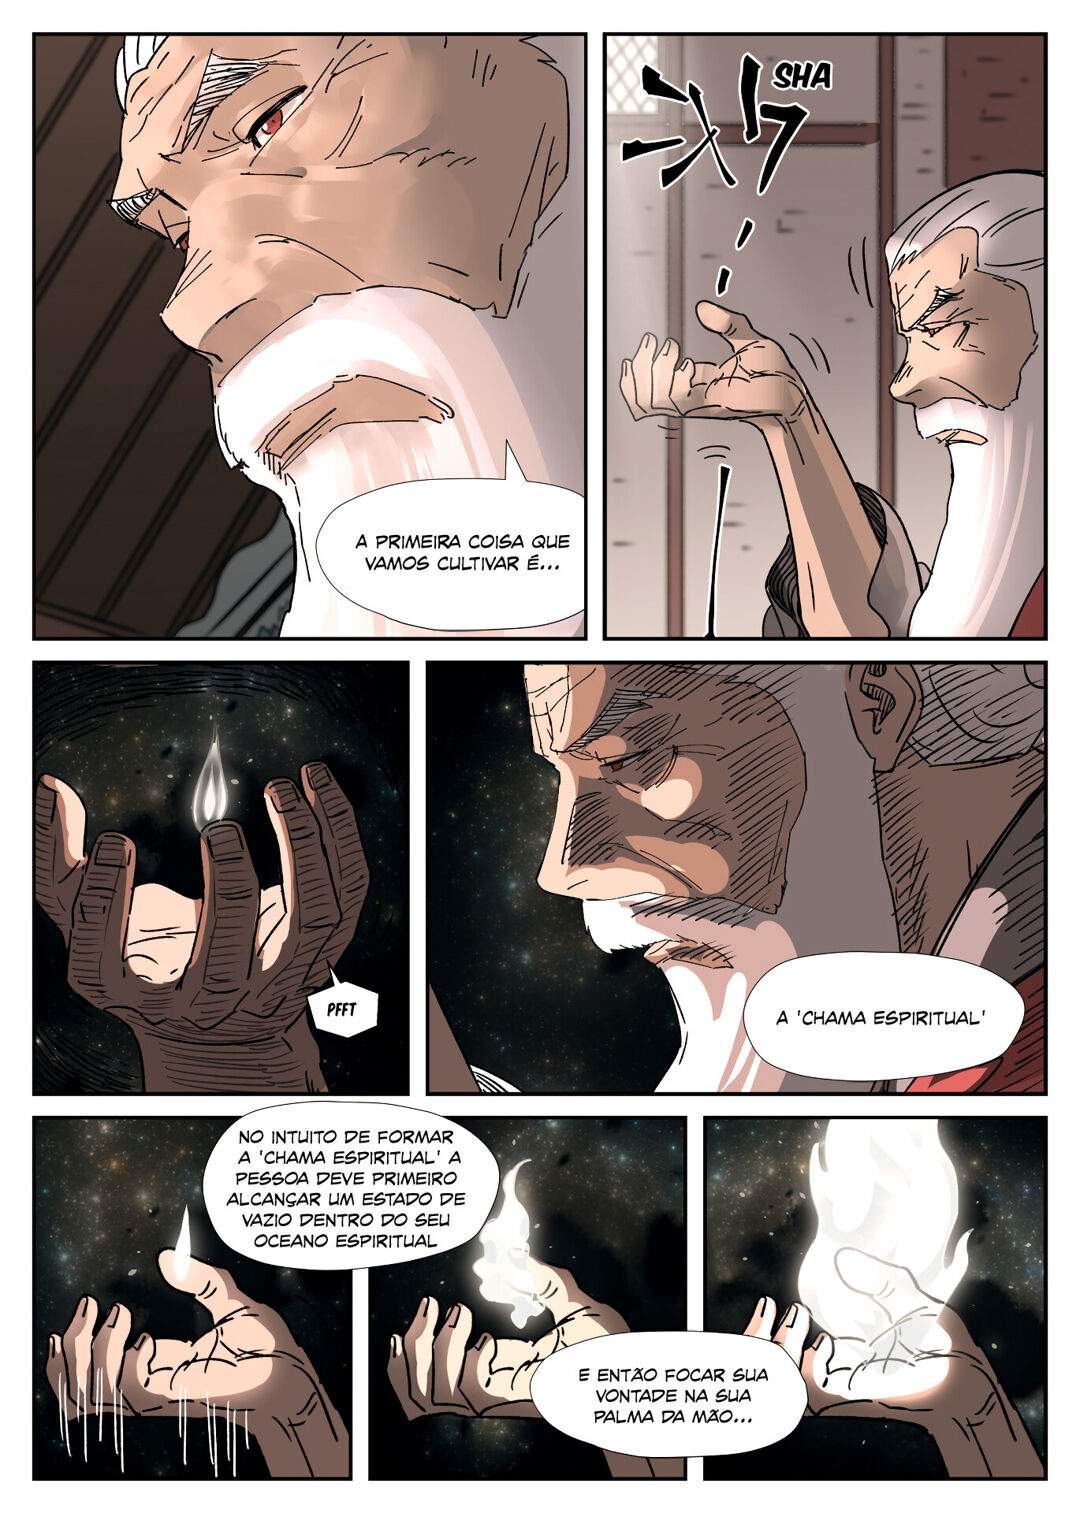 A PRIMEIRA COISA QUE
VAMOS CULTIVAR É...
SHA
PFFT
A 'CHAMA ESPIRITUAL'
NO INTUITO DE FORMAR
A 'CHAMA ESPIRITUAL' A
PESSOA DEVE PRIMEIRO
ALCANÇAR UM ESTADO DE
VAZIO DENTRO DO SEU
OCEANO ESPIRITUAL
E ENTÃO FOCAR SUA
VONTADE NA SUA
PALMA DA MÃO...